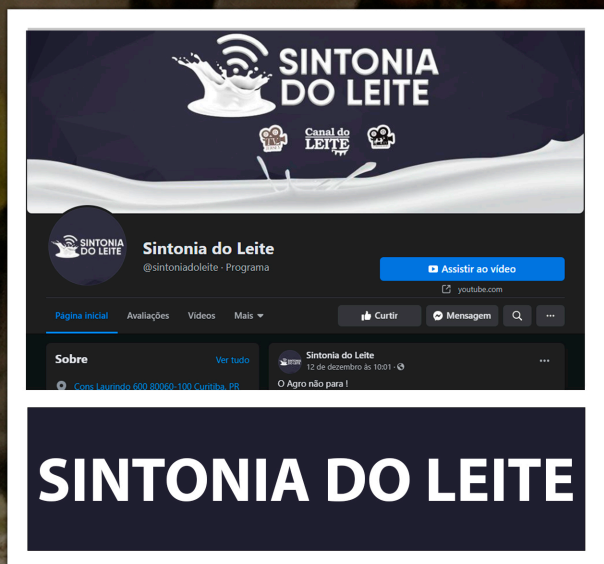 SINTONIA
DO LEITE
Canal do
LEITE
SINTONIA
DO LEITE
Sintonia do Leite
@sintoniadoleite · Programa
Assistir ao vídeo
youtube.com
Página inicial Avaliações Vídeos Mais
Curtir Mensagem
Sobre Ver tudo
Cons Laurindo 600 80060-100 Curitiba, PR
Sintonia do Leite
12 de dezembro às 10:01 ·
O Agro não para !
SINTONIA DO LEITE